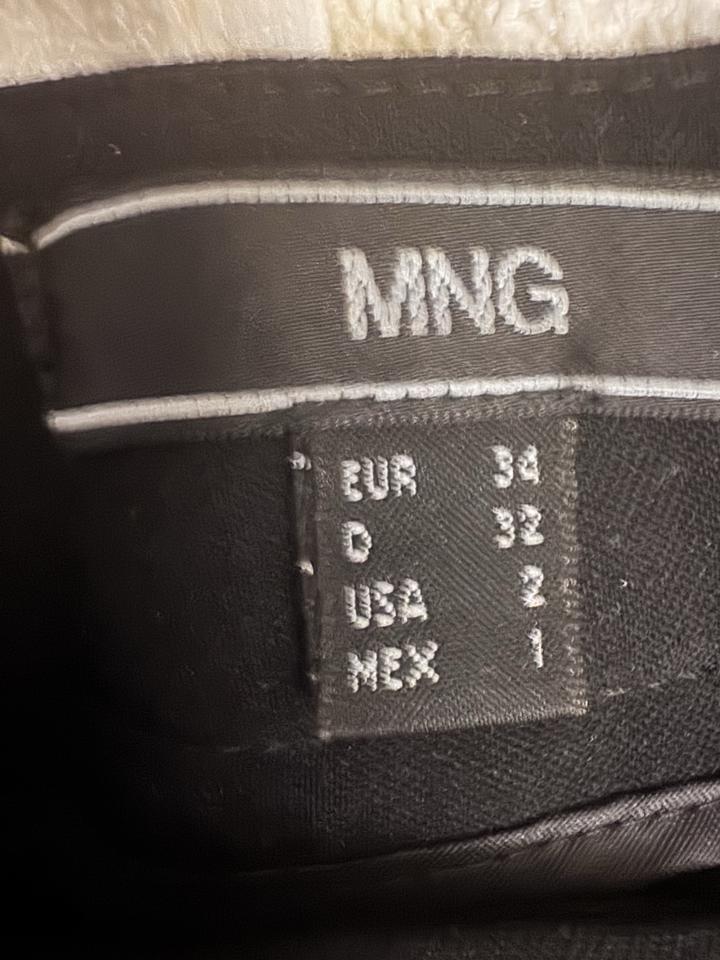 MNG
EUR 34
D 32
USA 2
MEX 1